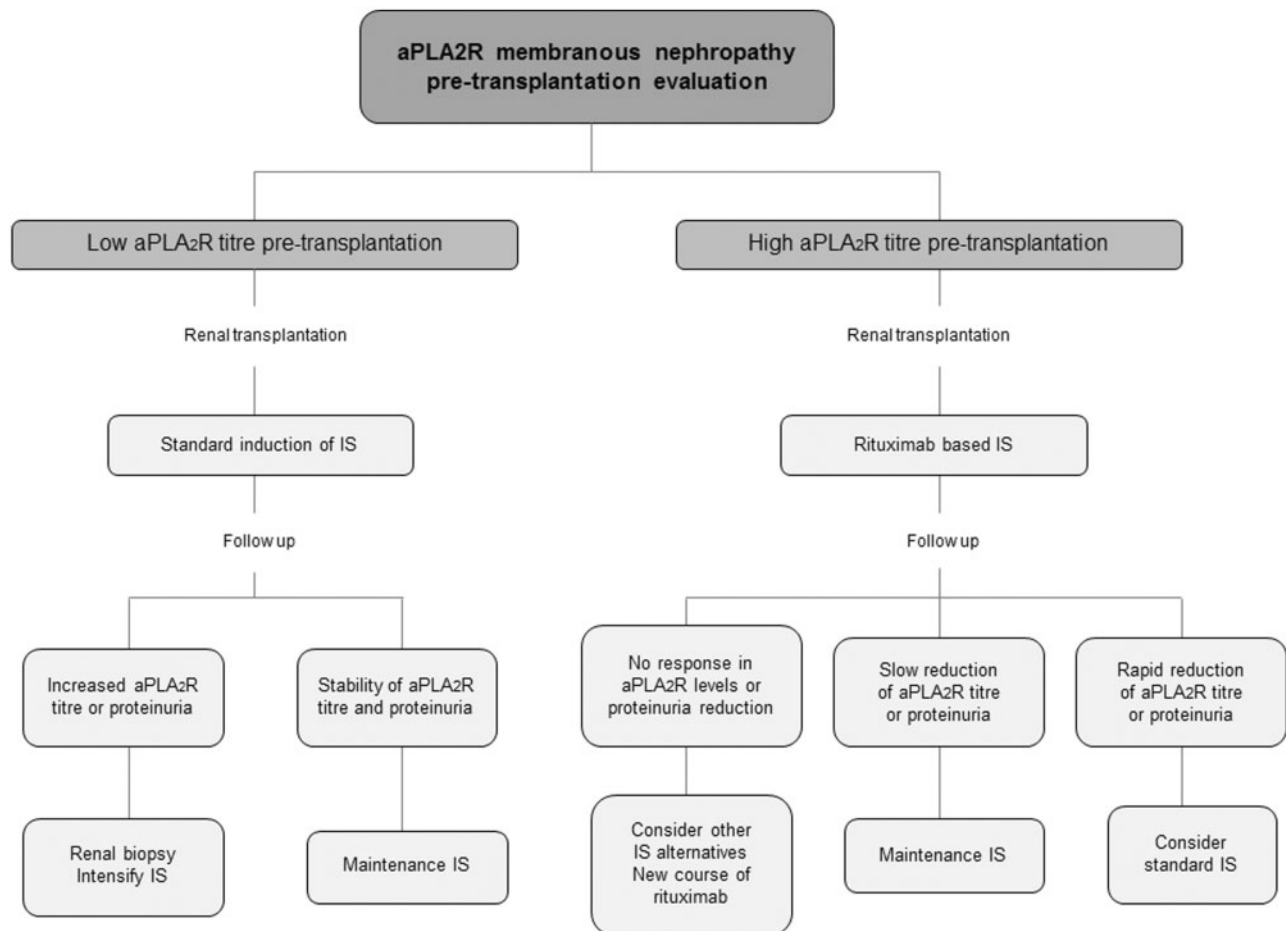 aPLA2R membranous nephropathy
pre-transplantation evaluation
Low aPLA2R titre pre-transplantation
High aPLA2R titre pre-transplantation
Renal transplantation
Renal transplantation
Standard induction of IS
Rituximab based IS
Follow up
Follow up
Increased aPLA2R
titre or proteinuria
Stability of aPLA2R
titre and proteinuria
No response in
aPLA2R levels or
proteinuria reduction
Slow reduction
of aPLA2R titre
or proteinuria
Rapid reduction
of aPLA2R titre
or proteinuria
Renal biopsy
Intensify IS
Maintenance IS
Consider other
IS alternatives
New course of
rituximab
Maintenance IS
Consider
standard IS